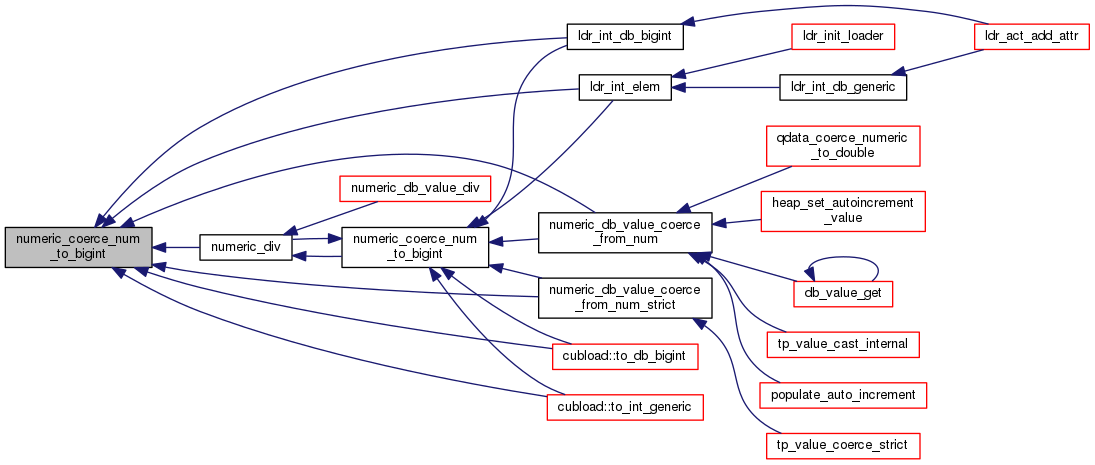 numeric_coerce_num
_to_bigint
numeric_div
numeric_db_value_div
numeric_coerce_num
_to_bigint
ldr_int_db_bigint
ldr_int_elem
ldr_init_loader
ldr_int_db_generic
ldr_act_add_attr
numeric_db_value_coerce
_from_num
qdata_coerce_numeric
_to_double
heap_set_autoincrement
_value
db_value_get
tp_value_cast_internal
populate_auto_increment
numeric_db_value_coerce
_from_num_strict
tp_value_coerce_strict
cubload::to_db_bigint
cubload::to_int_generic